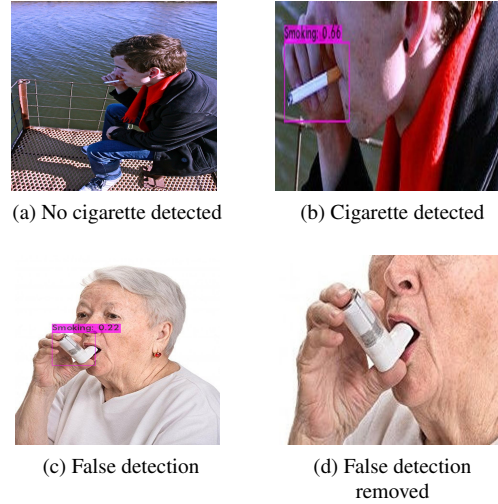 Smoking: 0.66
(a) No cigarette detected
(b) Cigarette detected
Smoking: 0.22
(c) False detection
(d) False detection
removed